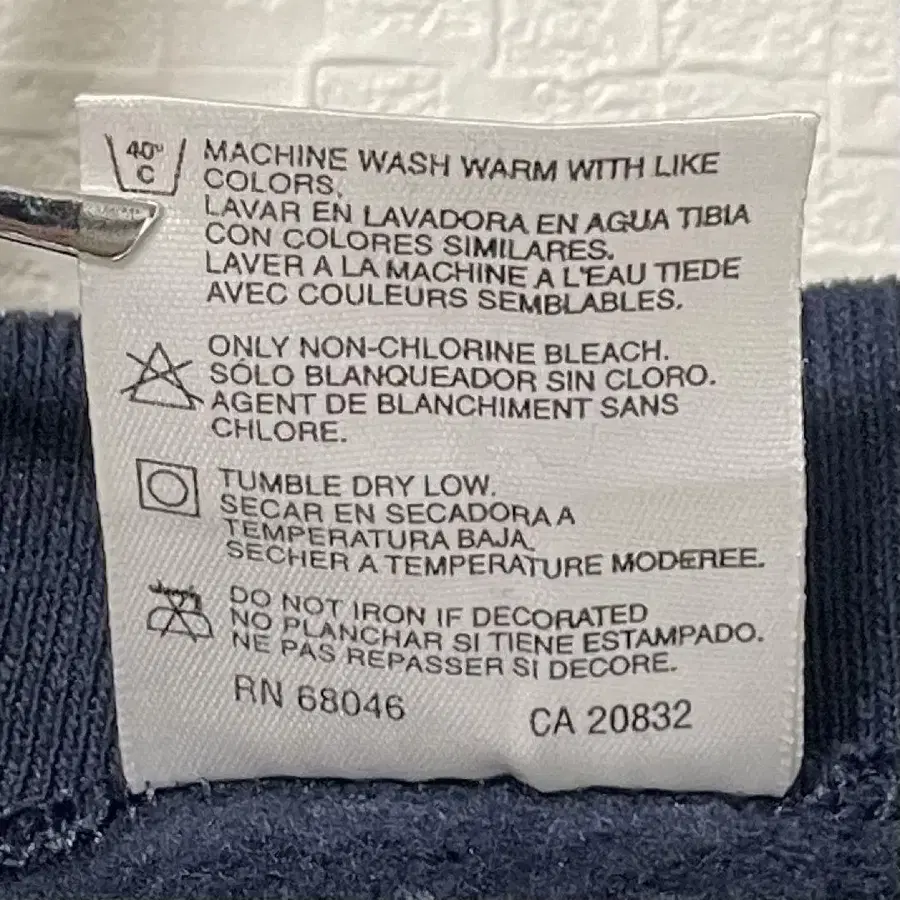 40° C
MACHINE WASH WARM WITH LIKE
COLORS.
LAVAR EN LAVADORA EN AGUA TIBIA
CON COLORES SIMILARES.
LAVER A LA MACHINE A L'EAU TIEDE
AVEC COULEURS SEMBLABLES.
ONLY NON-CHLORINE BLEACH.
SÓLO BLANQUEADOR SIN CLORO.
AGENT DE BLANCHIMENT SANS
CHLORE.
TUMBLE DRY LOW.
SECAR EN SECADORA A
TEMPERATURA BAJA.
SECHER A TEMPERATURE MODEREE.
DO NOT IRON IF DECORATED
NO PLANCHAR SI TIENE ESTAMPADO.
NE PAS REPASSER SI DECORE.
RN 68046 CA 20832